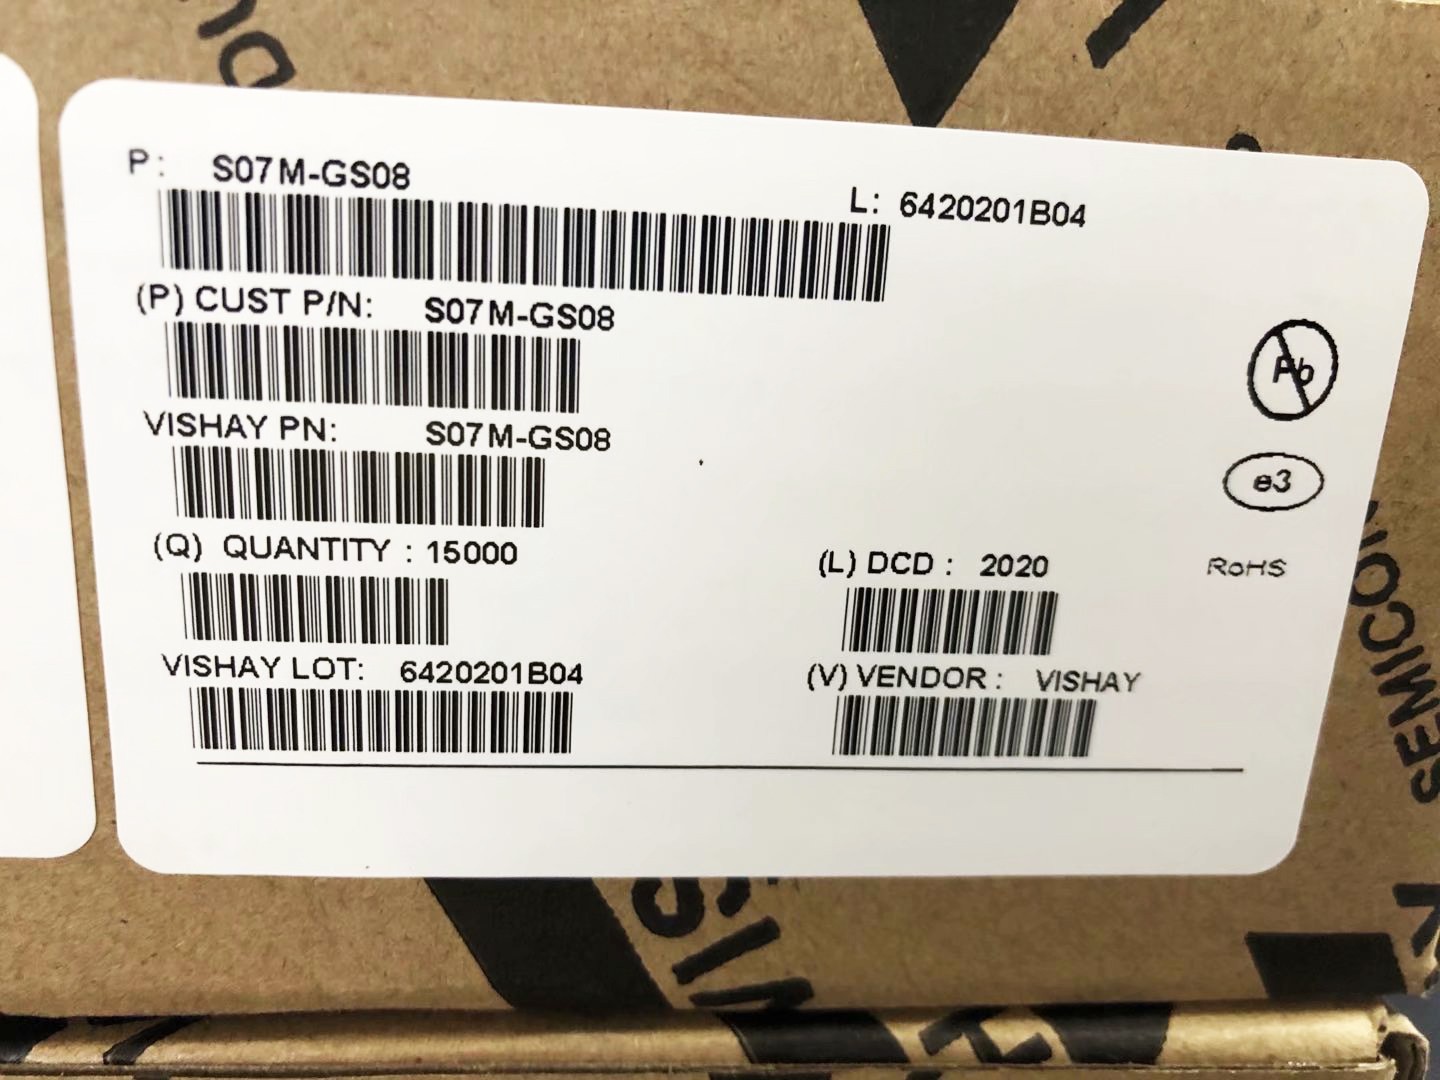 P: S07M-GS08
L: 6420201B04
(P) CUST P/N: S07M-GS08
VISHAY PN: S07M-GS08
(Q) QUANTITY : 15000
(L) DCD : 2020
VISHAY LOT: 6420201B04
(V) VENDOR : VISHAY
Pb
e3
RoHS
SEMICON